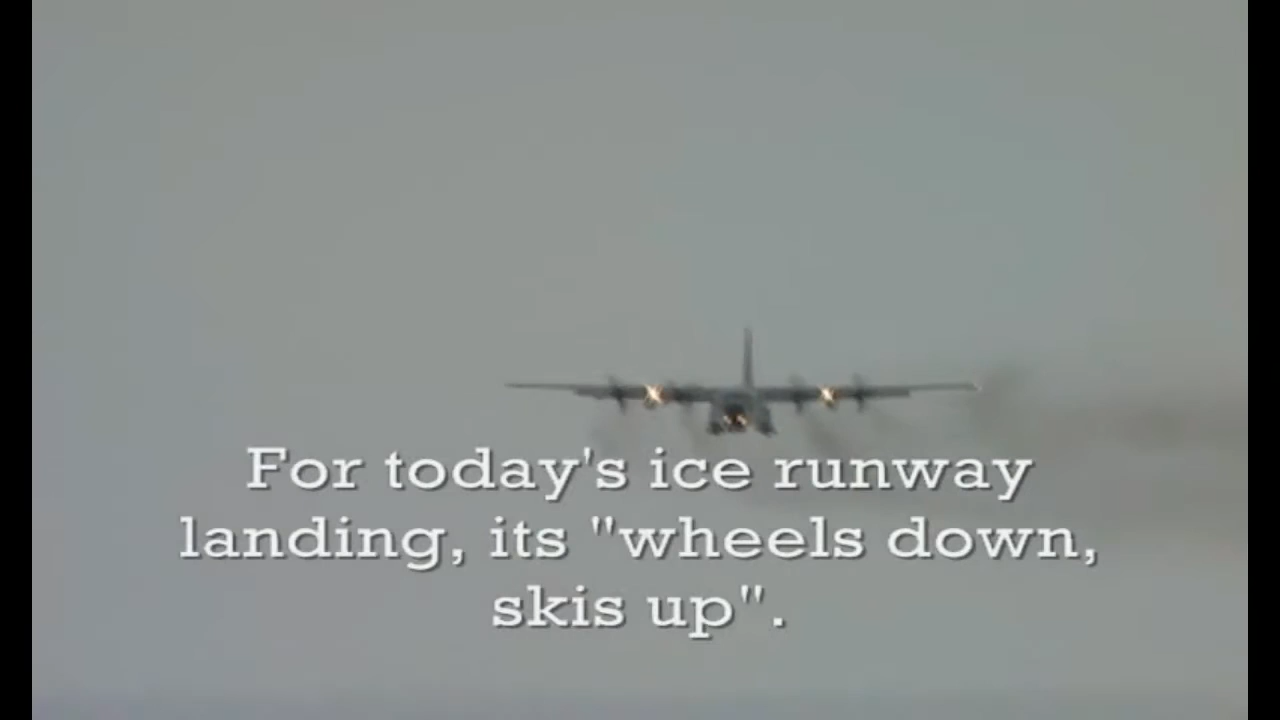 For today's ice runway
landing, its "wheels down,
skis up".